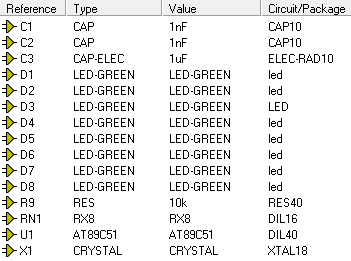 Reference Type Value Circuit/Package
C1 CAP 1nF CAP10
C2 CAP 1nF CAP10
C3 CAP-ELEC 1uF ELEC-RAD10
D1 LED-GREEN LED-GREEN led
D2 LED-GREEN LED-GREEN led
D3 LED-GREEN LED-GREEN LED
D4 LED-GREEN LED-GREEN led
D5 LED-GREEN LED-GREEN led
D6 LED-GREEN LED-GREEN led
D7 LED-GREEN LED-GREEN led
D8 LED-GREEN LED-GREEN led
R9 RES 10k RES40
RN1 RX8 RX8 DIL16
U1 AT89C51 AT89C51 DIL40
X1 CRYSTAL CRYSTAL XTAL18